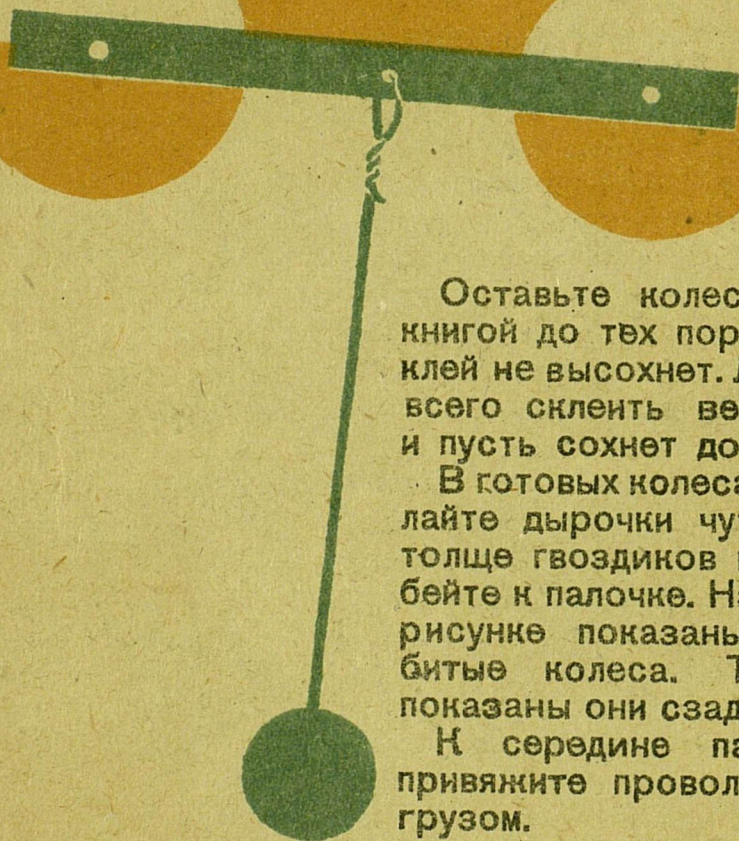 Оставьте колес
книгой до тех пор
клей не высохнет.
всего склеить ве
и пусть сохнет до
В готовых колеса
лайте дырочки чу
толще гвоздиков
бейте к палочке. Н
рисунке показаны
битые колеса. Т
показаны они сзад
К середине па
привяжите провол
грузом.